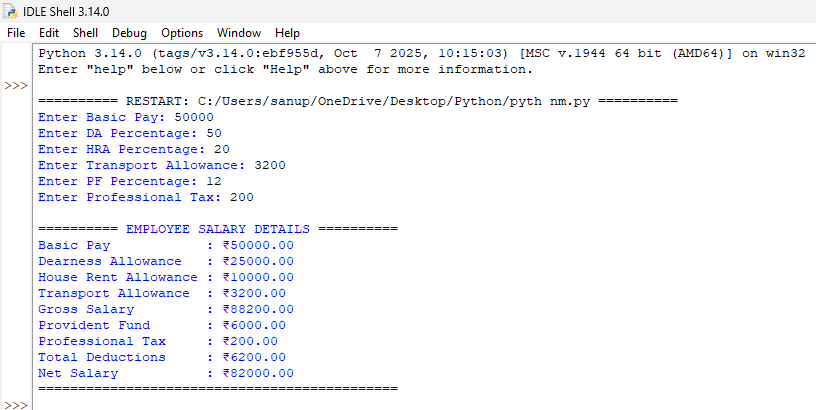 IDLE Shell 3.14.0
File Edit Shell Debug Options Window Help
Python 3.14.0 (tags/v3.14.0:ebf955d, Oct  7 2025, 10:15:03) [MSC v.1944 64 bit (AMD64)] on win32
Enter "help" below or click "Help" above for more information.
>>>
========== RESTART: C:/Users/sanup/OneDrive/Desktop/Python/pyth nm.py ==========
Enter Basic Pay: 50000
Enter DA Percentage: 50
Enter HRA Percentage: 20
Enter Transport Allowance: 3200
Enter PF Percentage: 12
Enter Professional Tax: 200
========== EMPLOYEE SALARY DETAILS ==========
Basic Pay            : ₹50000.00
Dearness Allowance   : ₹25000.00
House Rent Allowance : ₹10000.00
Transport Allowance  : ₹3200.00
Gross Salary         : ₹88200.00
Provident Fund       : ₹6000.00
Professional Tax     : ₹200.00
Total Deductions     : ₹6200.00
Net Salary           : ₹82000.00
=============================================
>>>